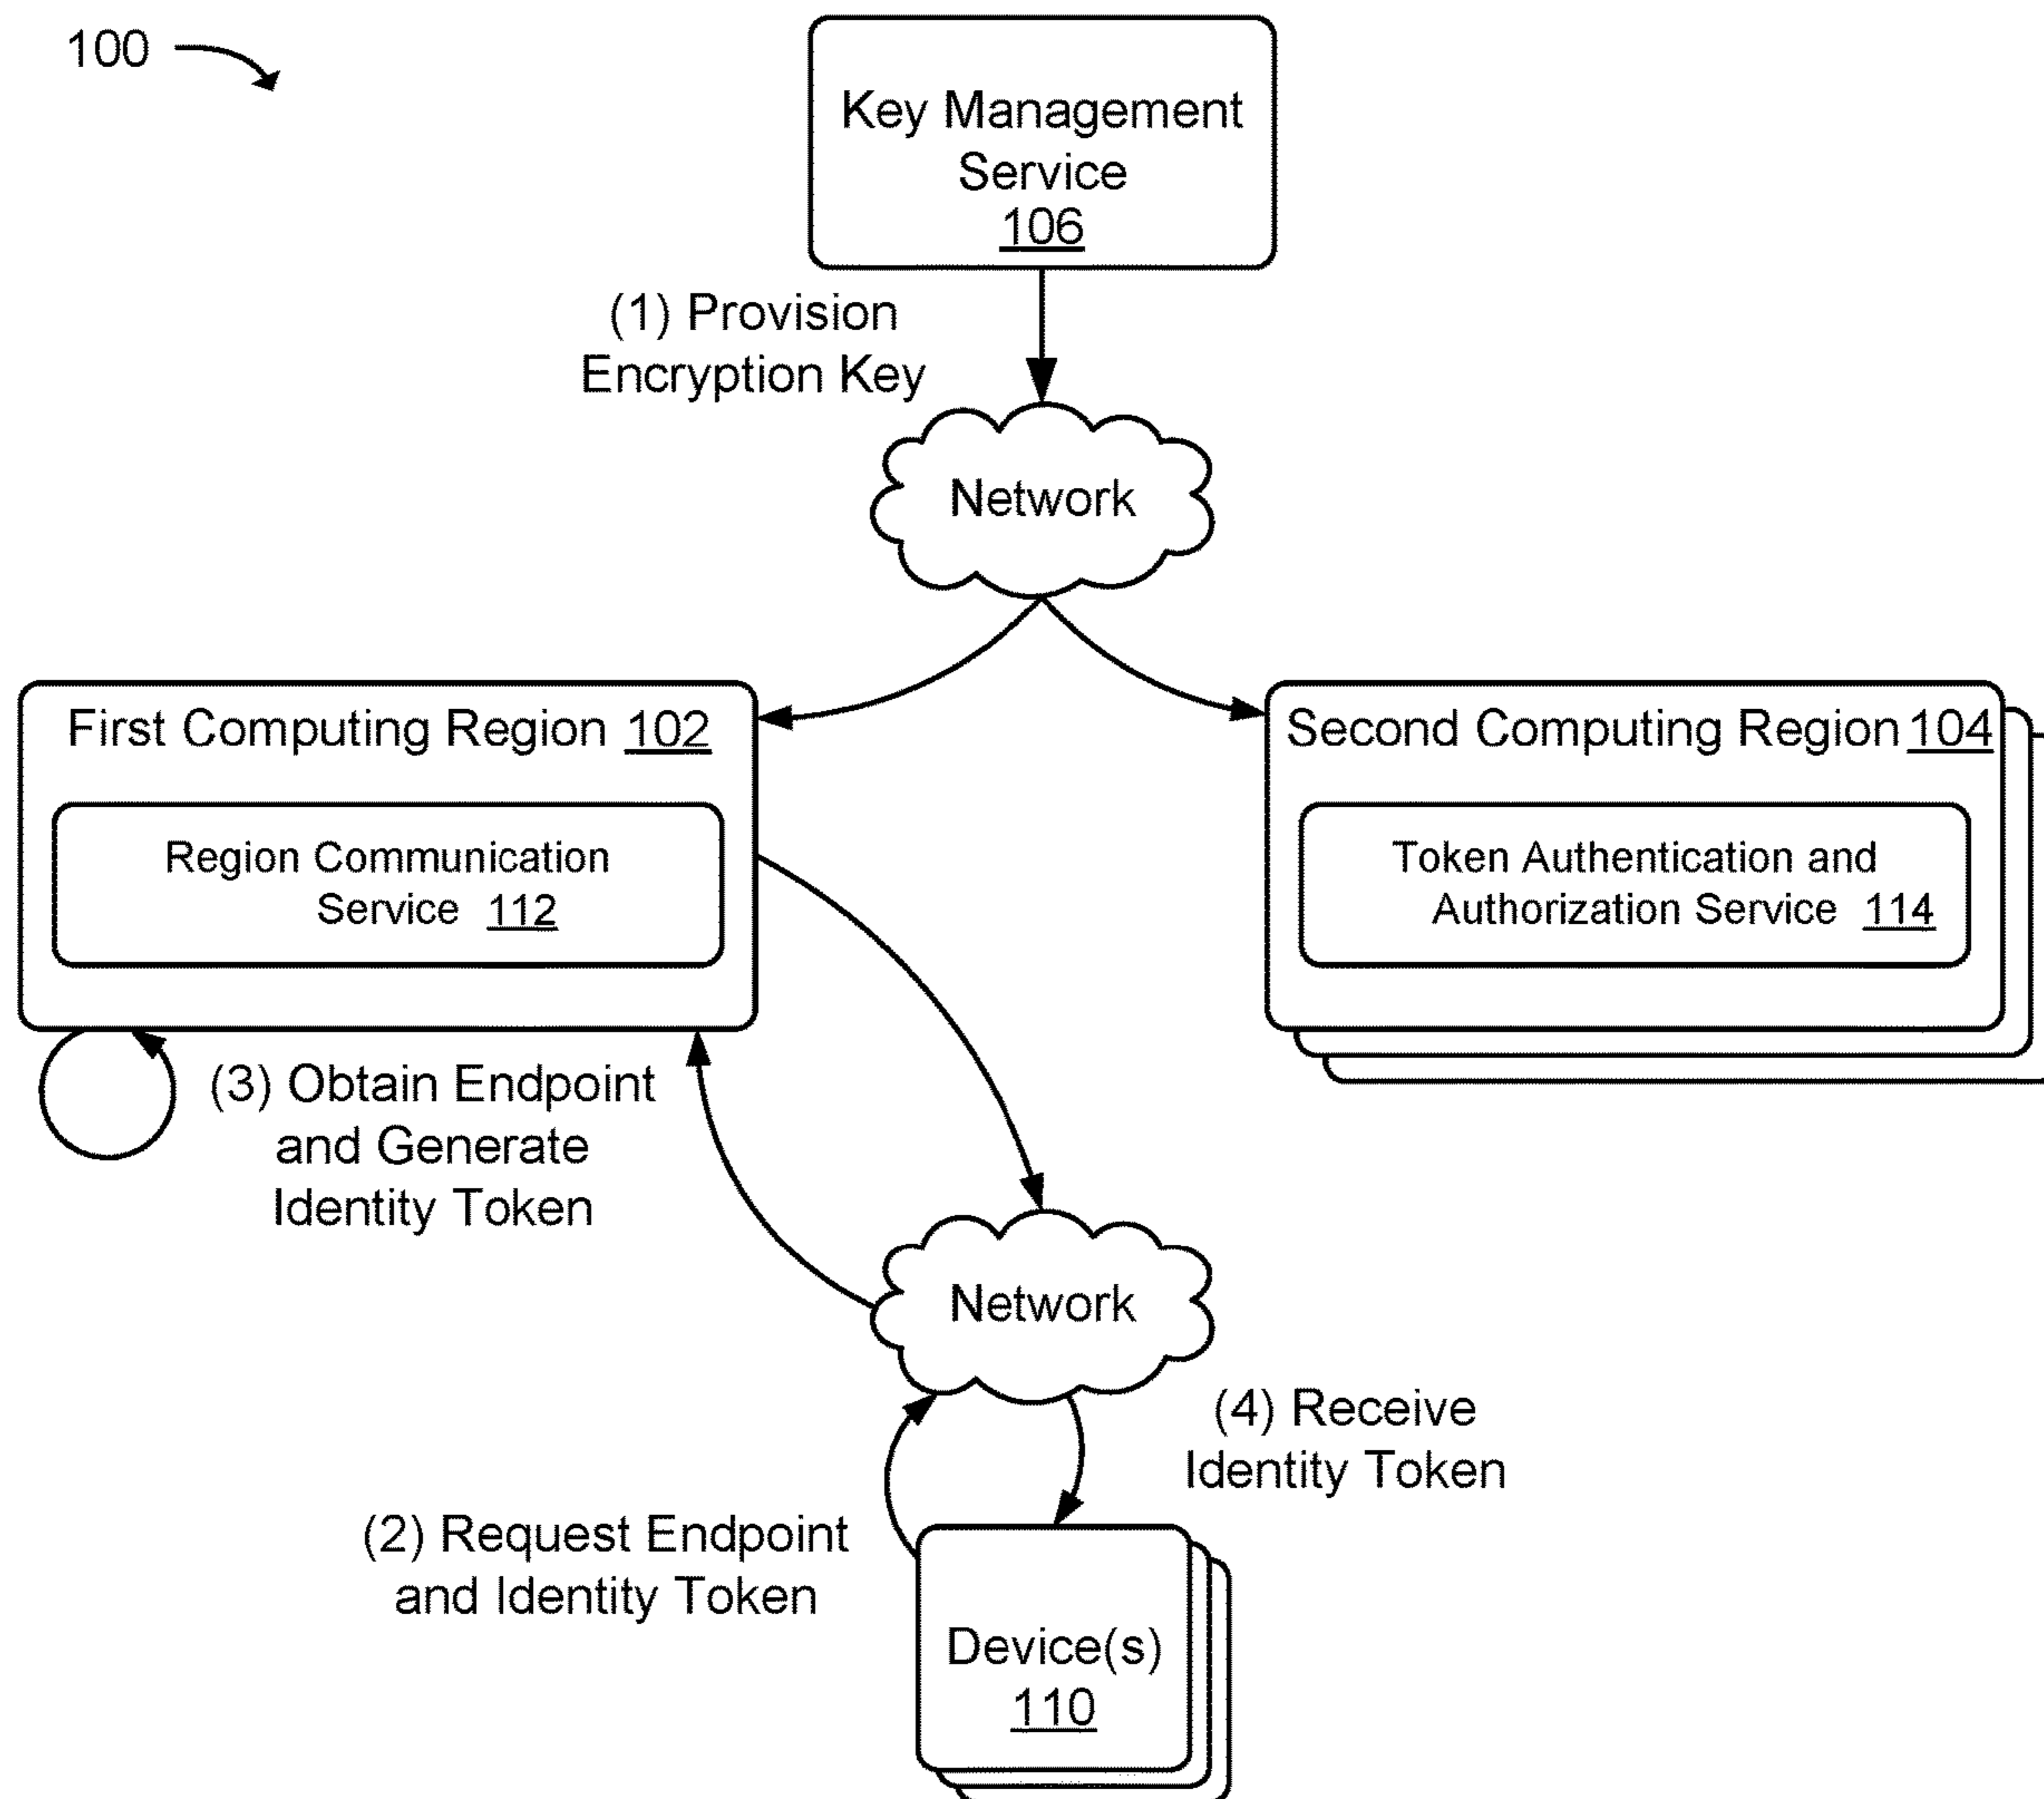 100
Key Management
Service
106
(1) Provision
Encryption Key
Network
First Computing Region 102
Region Communication
Service 112
Second Computing Region 104
Token Authentication and
Authorization Service 114
(3) Obtain Endpoint
and Generate
Identity Token
Network
(4) Receive
Identity Token
(2) Request Endpoint
and Identity Token
Device(s)
110